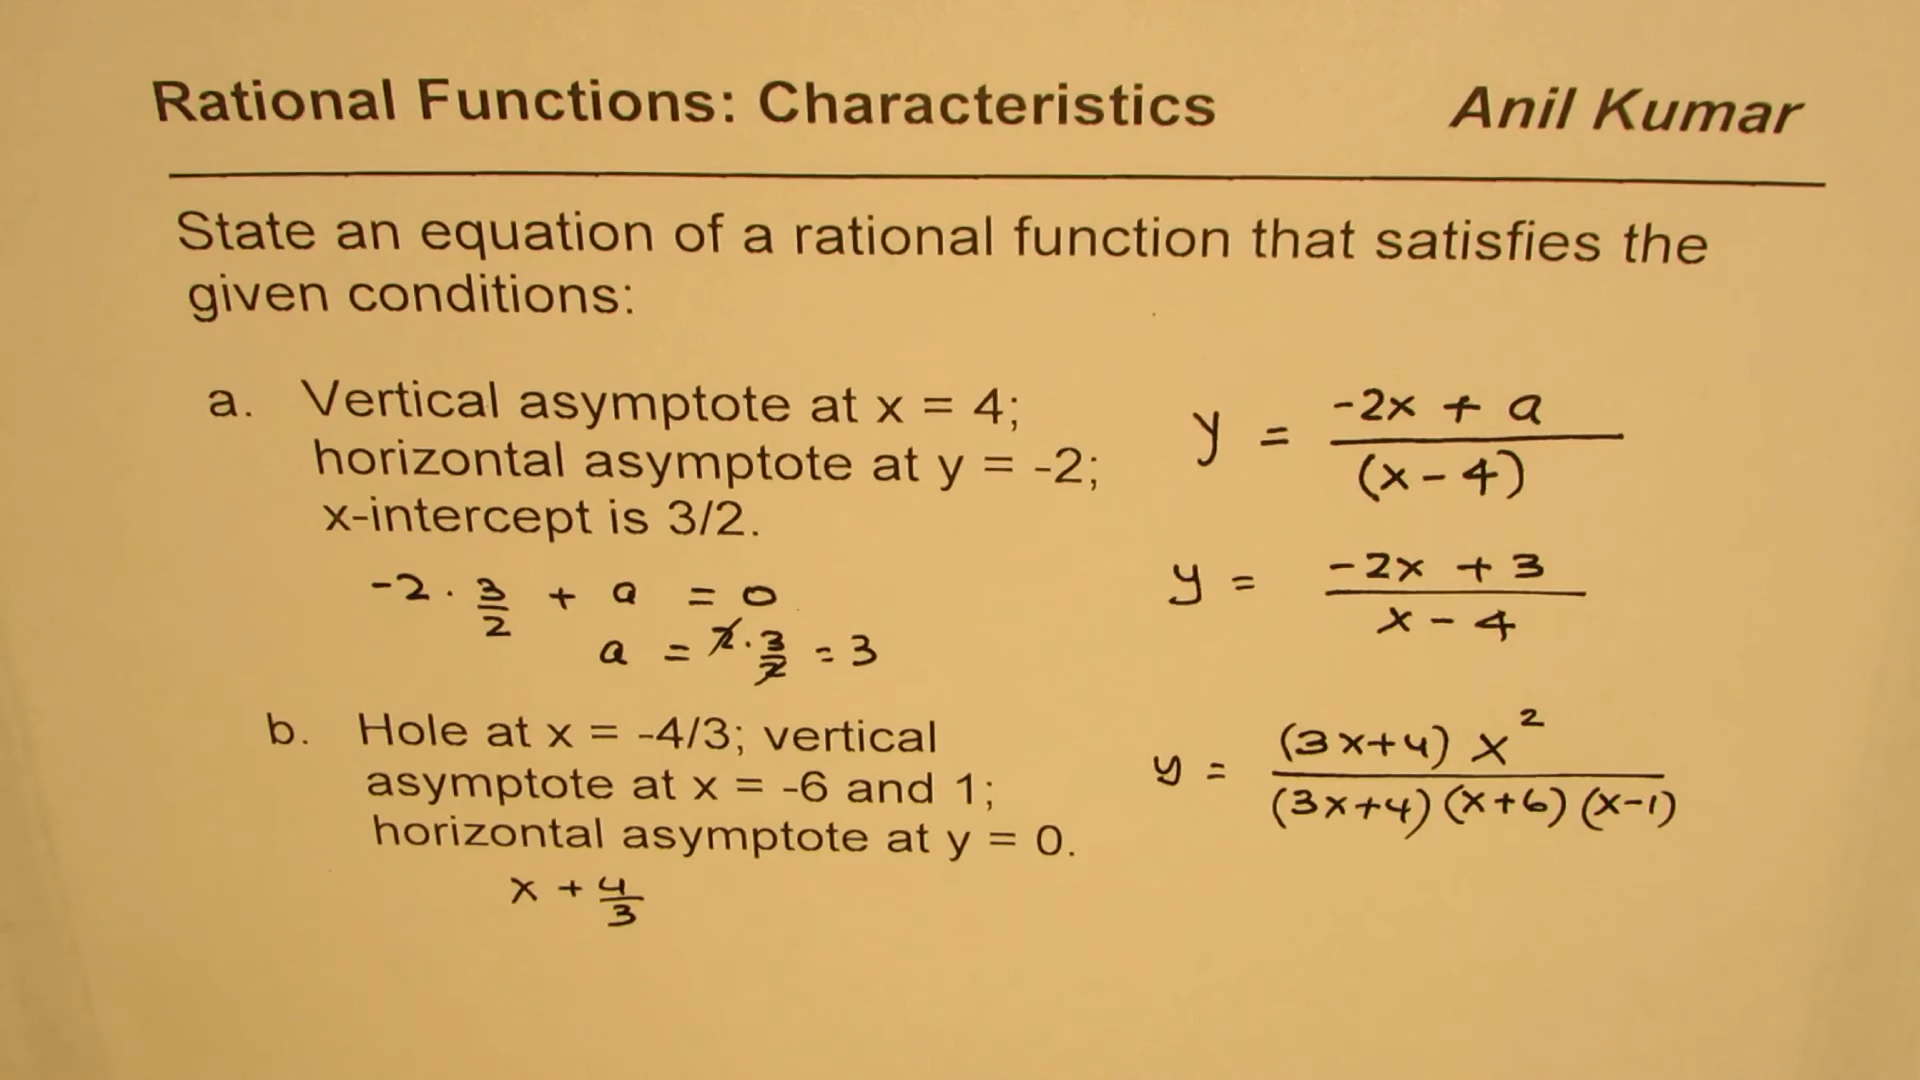 Rational Functions: Characteristics Anil Kumar
State an equation of a rational function that satisfies the
given conditions:
a. Vertical asymptote at x = 4;
horizontal asymptote at y = -2;
x-intercept is 3/2.
y = (-2x + a)/(x - 4)
-2 · 3/2 + a = 0
a = 2 · 3/2 = 3
y = (-2x + 3)/(x - 4)
b. Hole at x = -4/3; vertical
asymptote at x = -6 and 1;
horizontal asymptote at y = 0.
x + 4/3
y = ((3x+4) x²)/((3x+4)(x+6)(x-1))